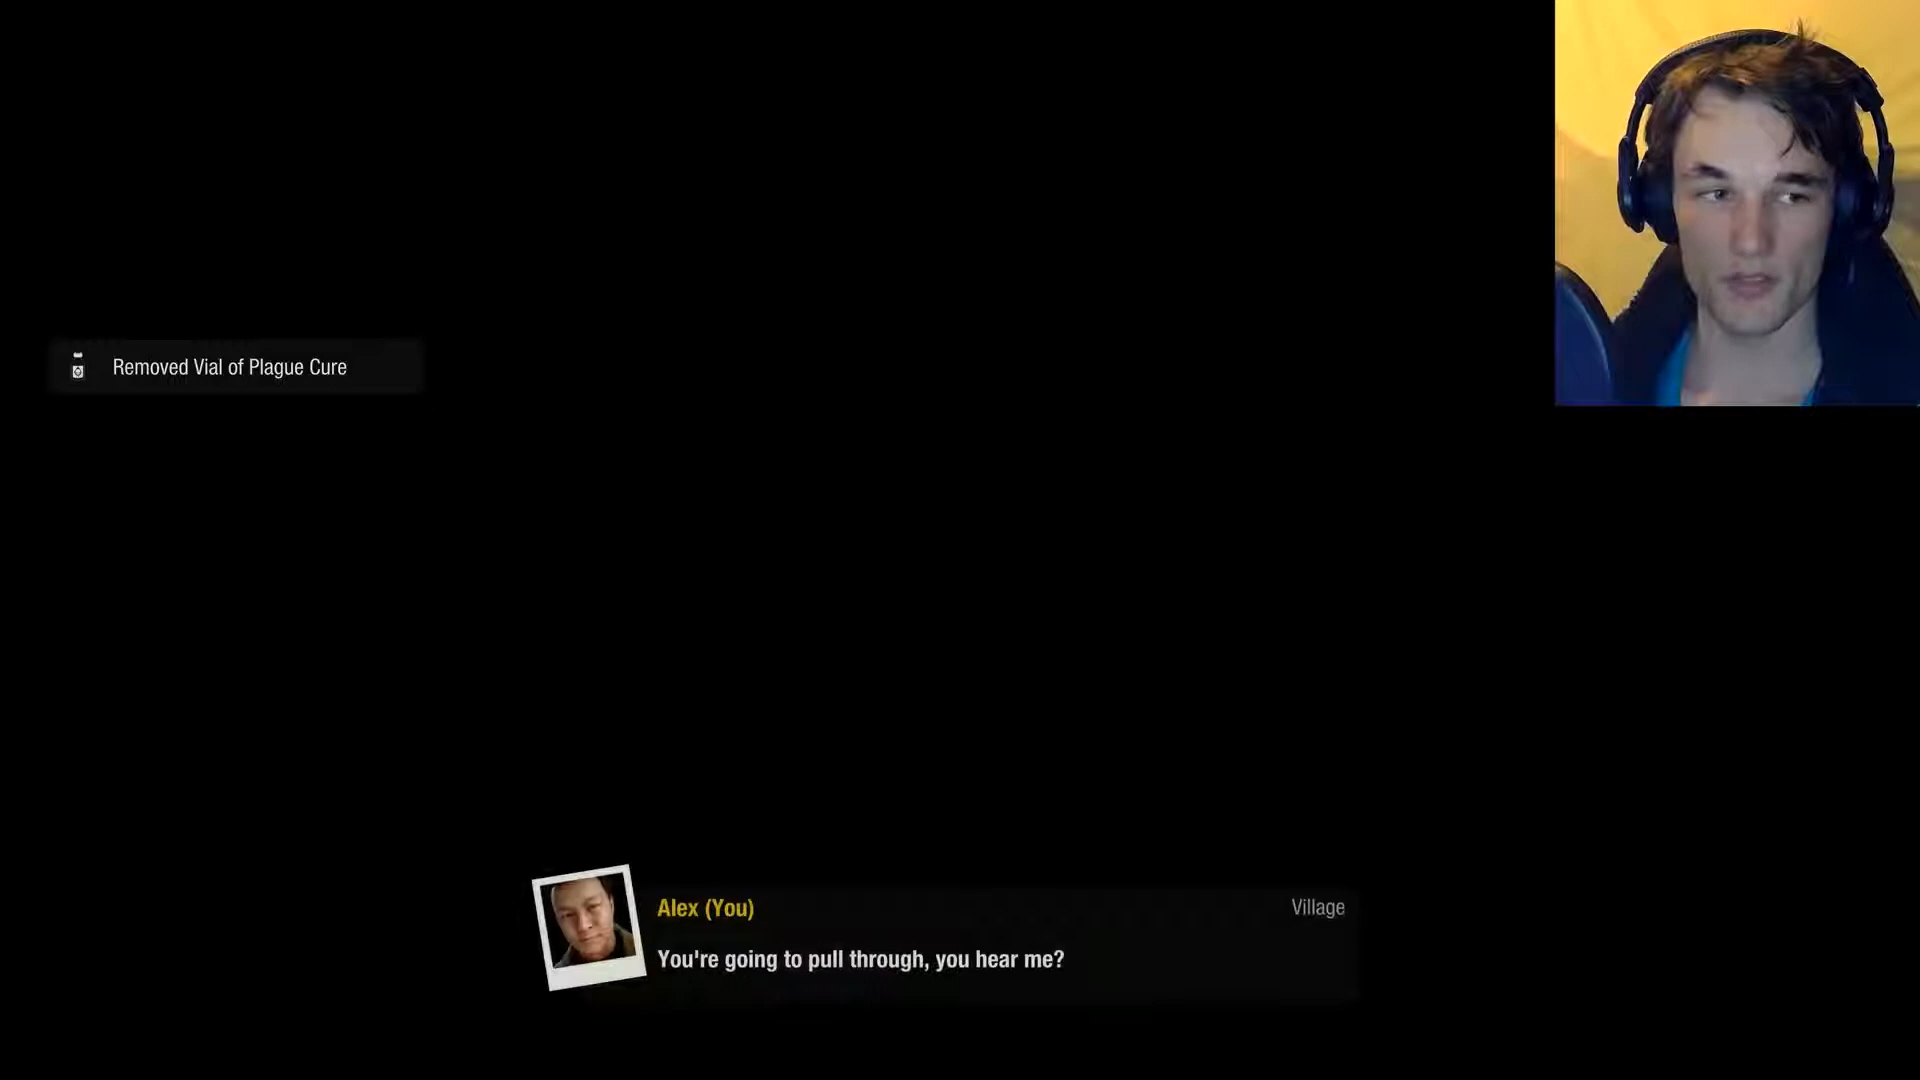 Removed Vial of Plague Cure
Alex (You)
Village
You're going to pull through, you hear me?